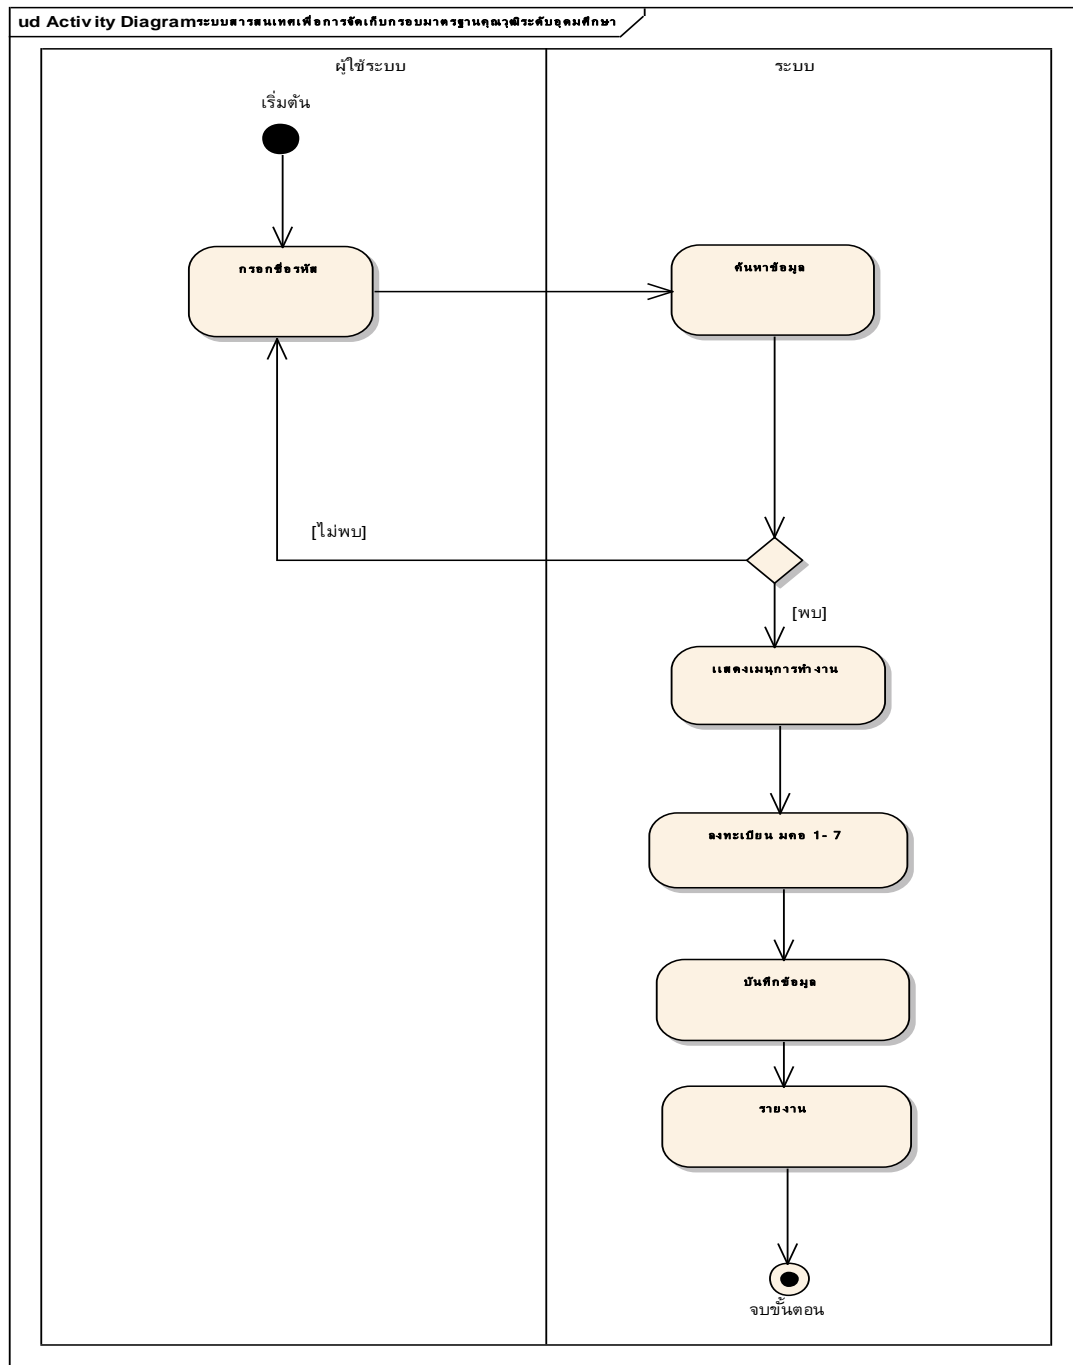 ud Activity Diagramระบบสารสนเทศเพื่อการจัดเก็บกรอบมาตรฐานคุณวุฒิระดับอุดมศึกษา
ผู้ใช้ระบบ
ระบบ
เริ่มต้น
กรอกชื่อรหัส
ค้นหาข้อมูล
[ไม่พบ]
[พบ]
แสดงเมนูการทำงาน
ลงทะเบียน มคอ 1- 7
บันทึกข้อมูล
รายงาน
จบขั้นตอน